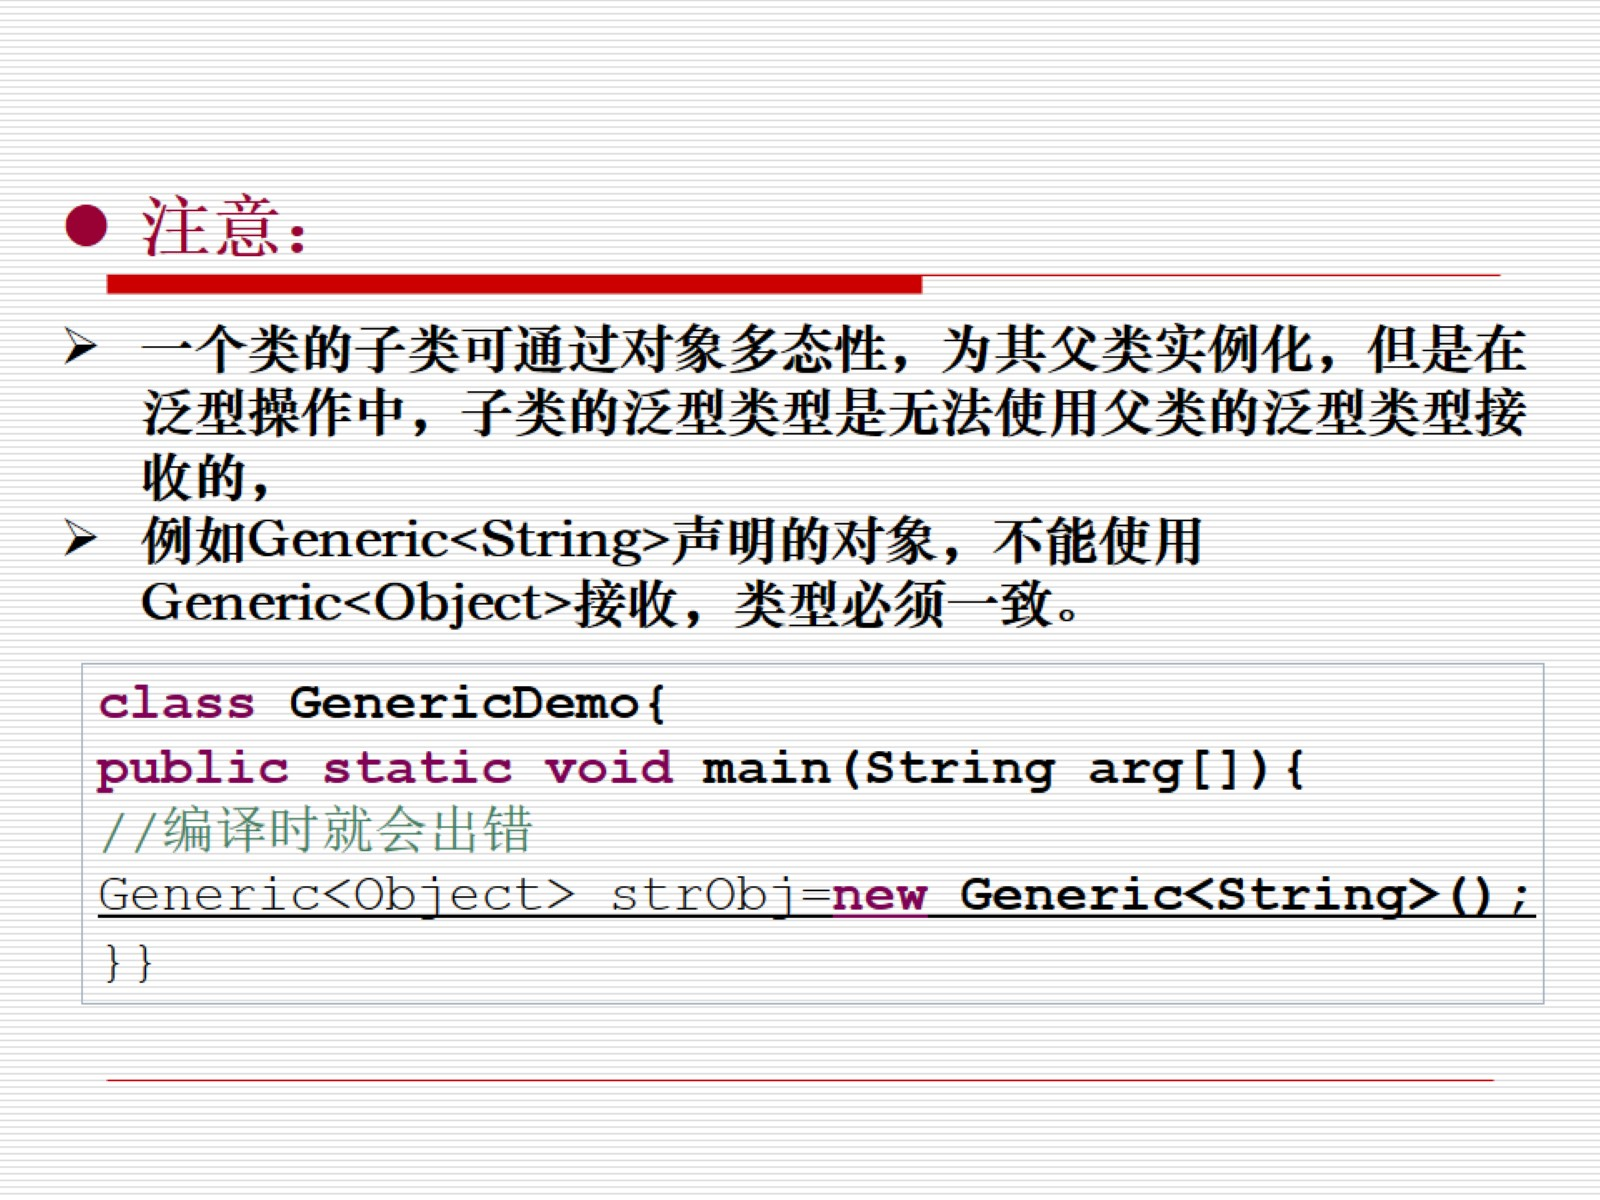 注意：
一个类的子类可通过对象多态性，为其父类实例化，但是在
泛型操作中，子类的泛型类型是无法使用父类的泛型类型接
收的，
例如Generic<String>声明的对象，不能使用
Generic<Object>接收，类型必须一致。
class GenericDemo{
public static void main(String arg[]){
//编译时就会出错
Generic<Object> strObj=new Generic<String>();
}}